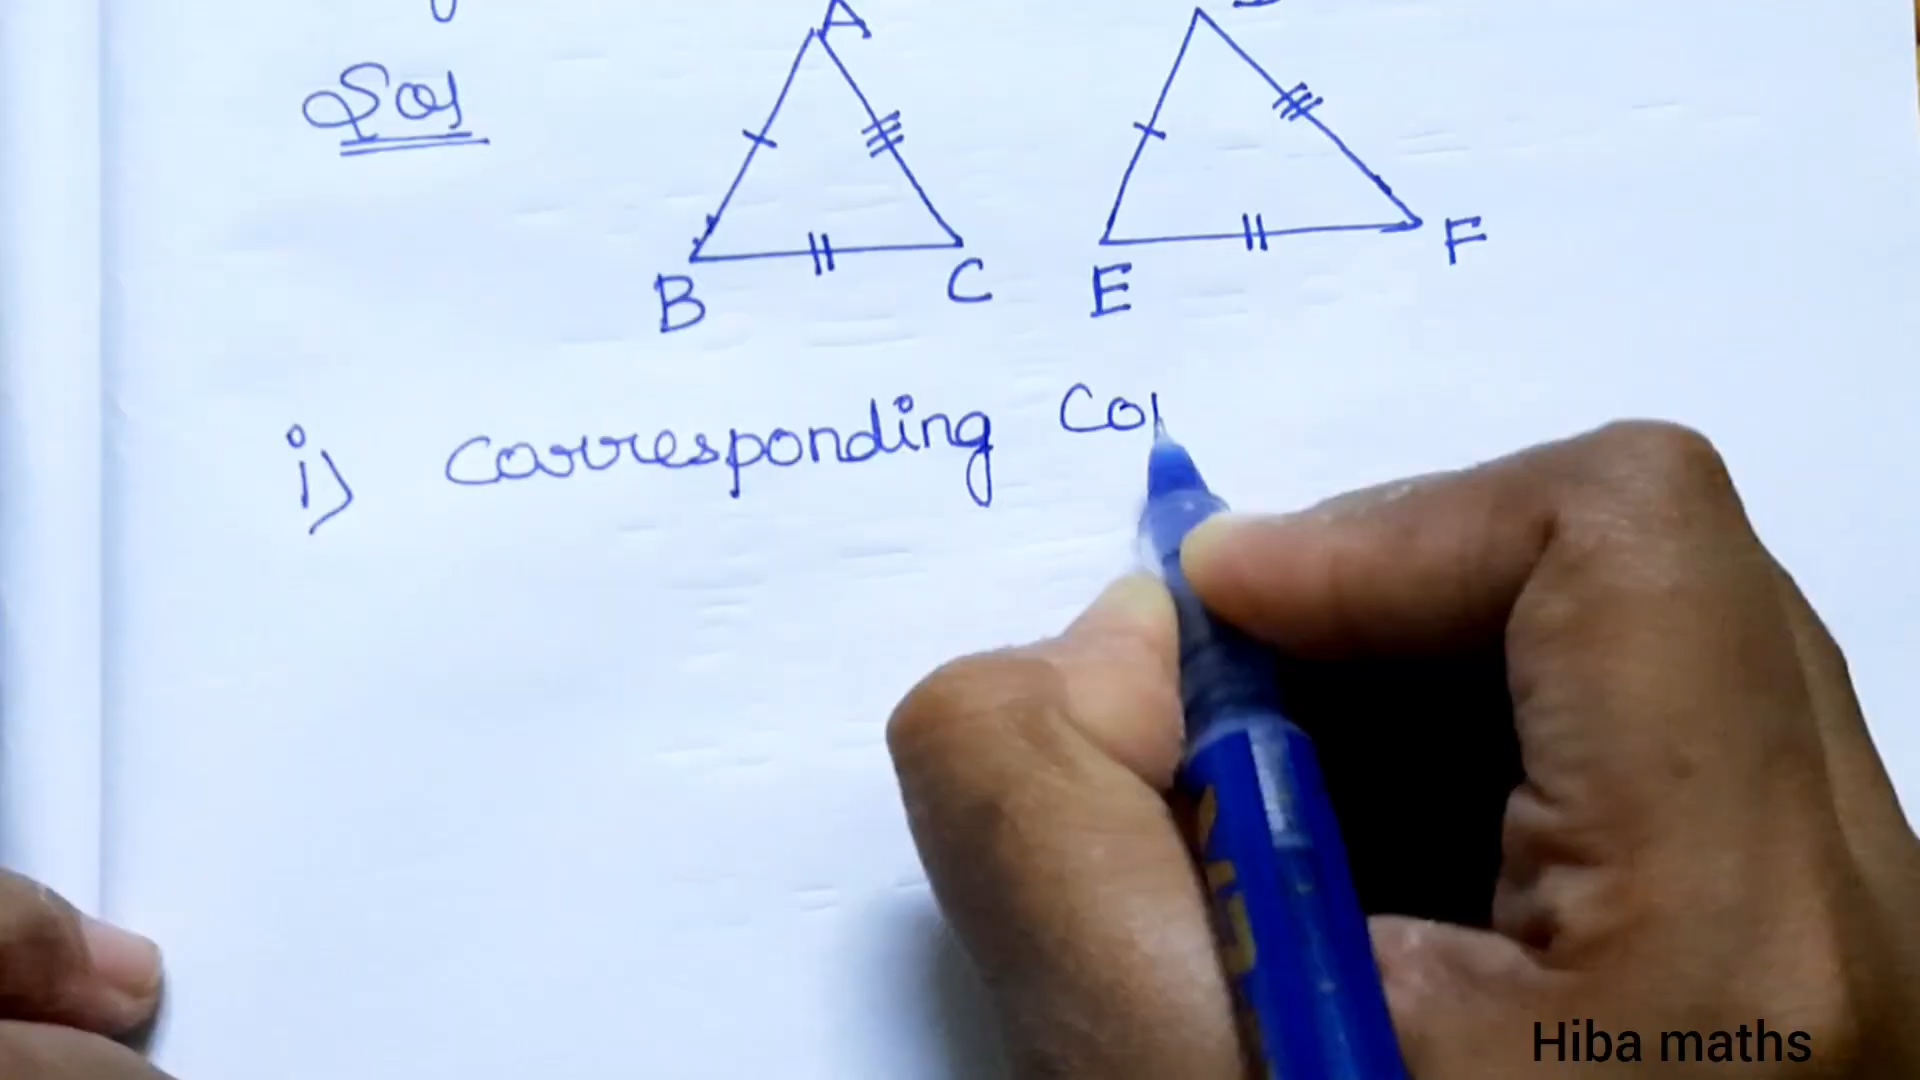 A
Sol
B C E F
i) corresponding co
Hiba maths